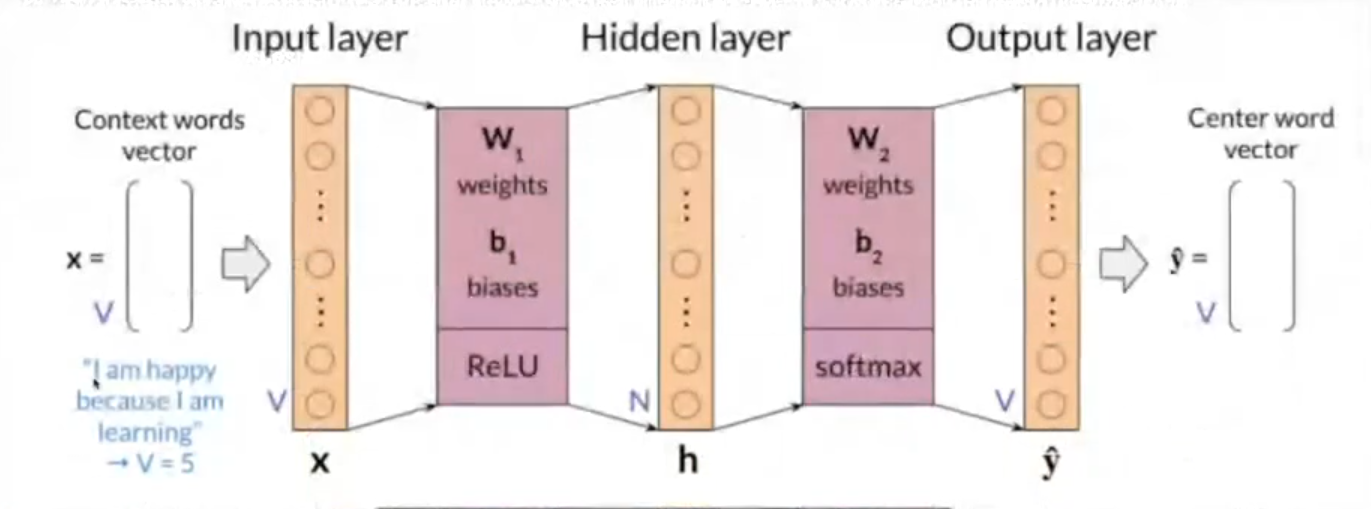 Input layer
Hidden layer
Output layer
Context words
vector
x =
V
"I am happy
because I am
learning"
→ V = 5
V
x
W₁
weights
b₁
biases
ReLU
N
h
W₂
weights
b₂
biases
softmax
V
ŷ
Center word
vector
ŷ =
V